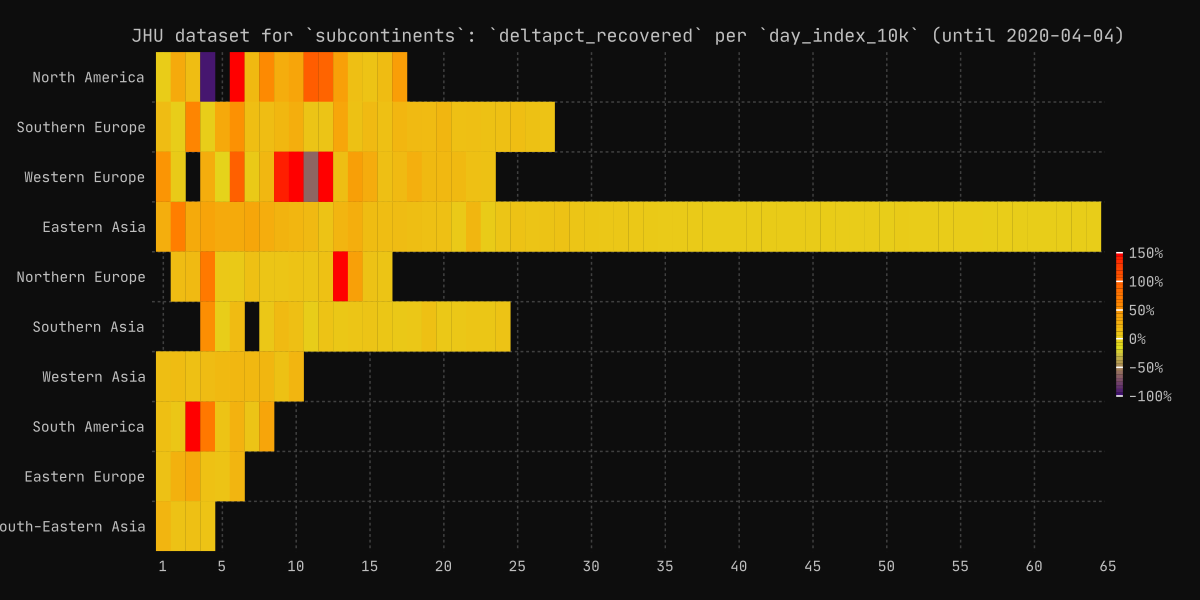 JHU dataset for `subcontinents`: `deltapct_recovered` per `day_index_10k` (until 2020-04-04)
North America
Southern Europe
Western Europe
Eastern Asia
Northern Europe
Southern Asia
Western Asia
South America
Eastern Europe
outh-Eastern Asia
150%
100%
50%
0%
−50%
−100%
1 5 10 15 20 25 30 35 40 45 50 55 60 65